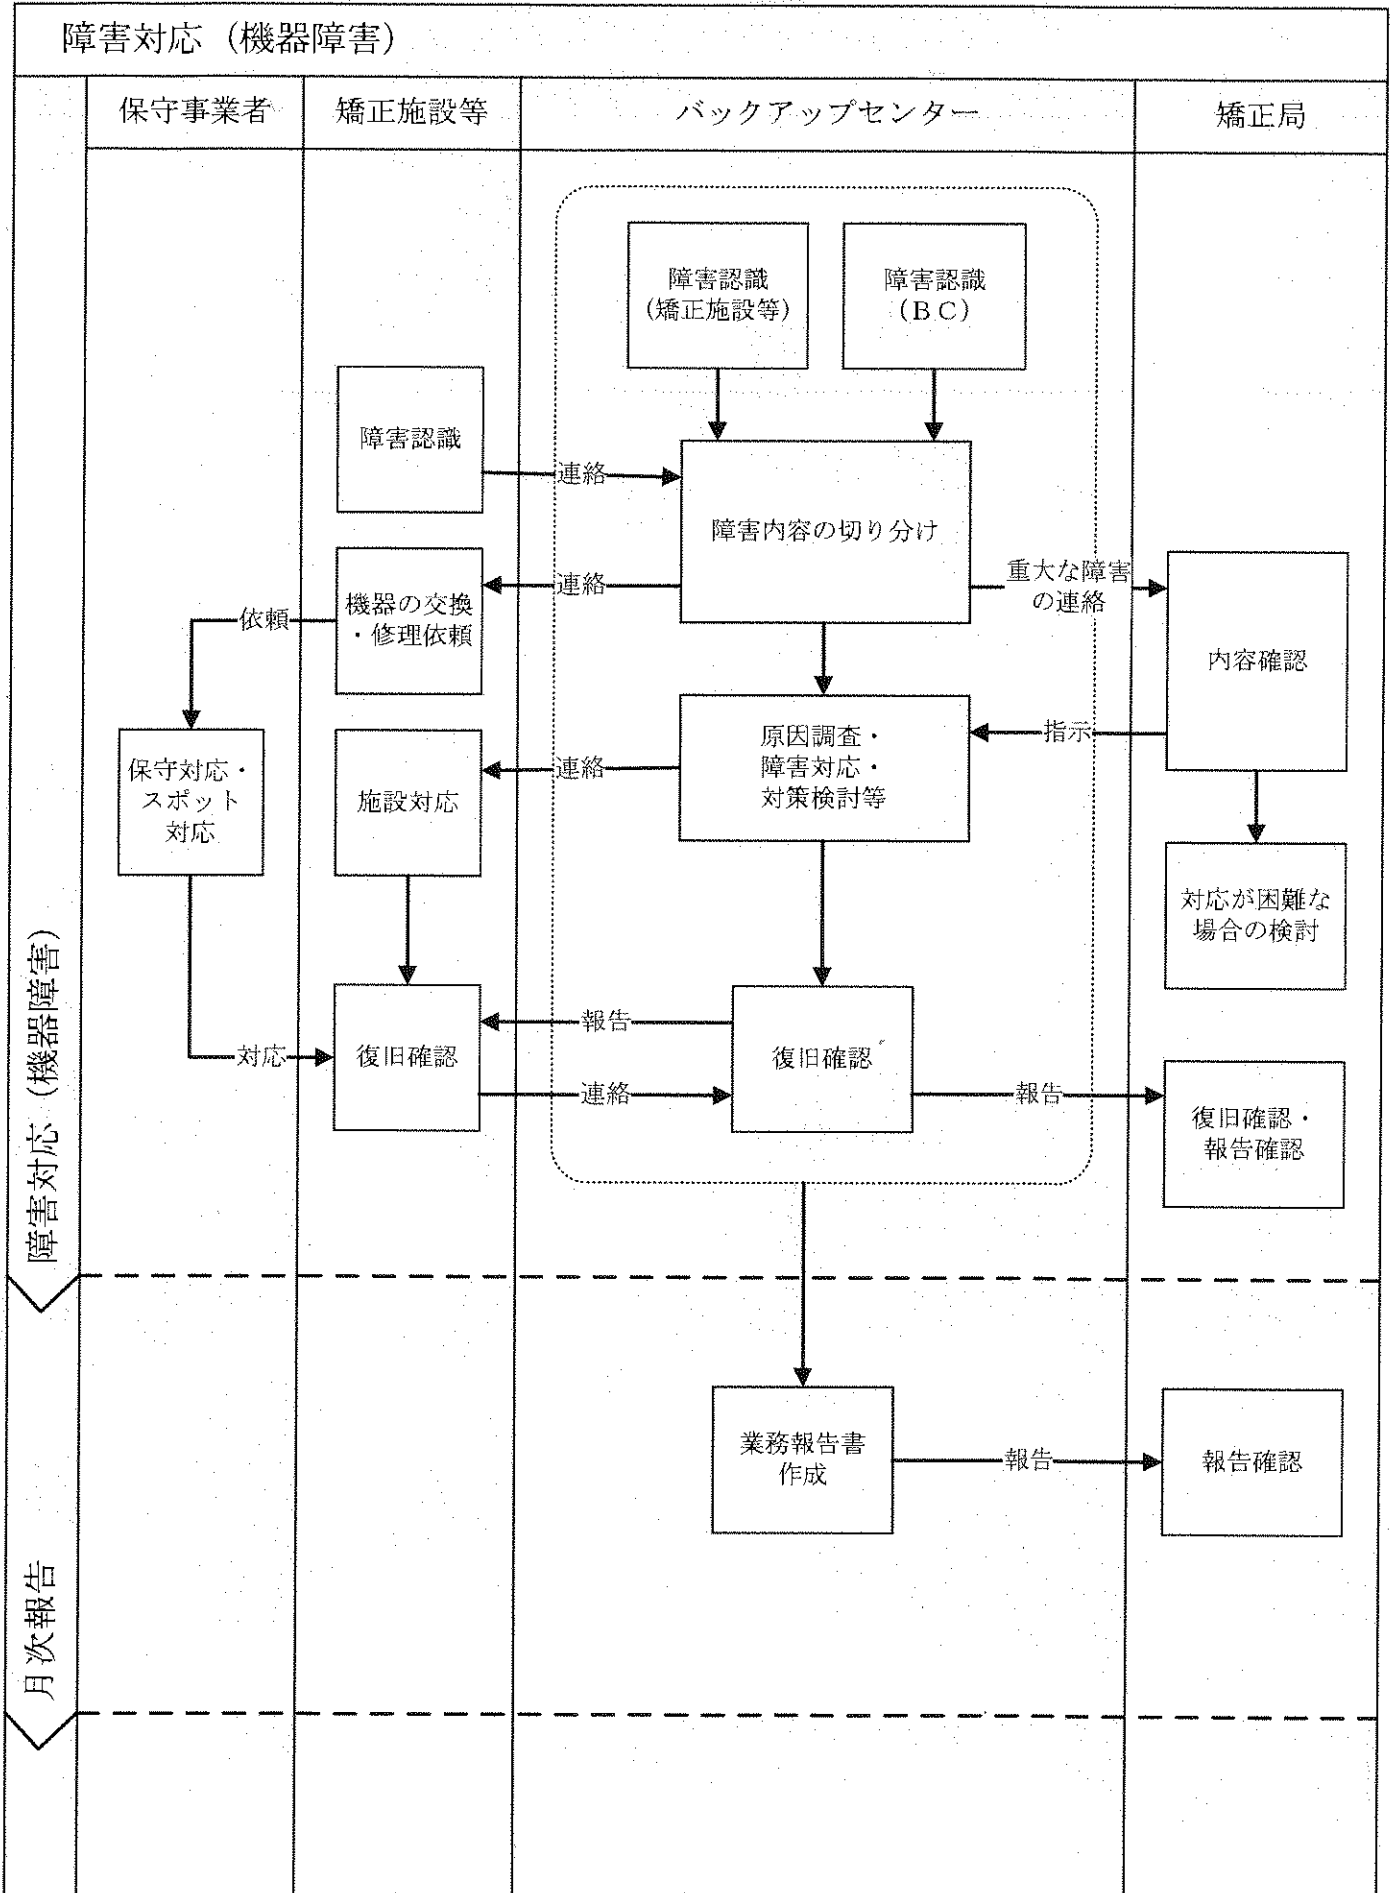 障害対応（機器障害）
保守事業者
矯正施設等
バックアップセンター
矯正局
障害認識
(矯正施設等)
障害認識
（ＢＣ）
障害認識
連絡
障害内容の切り分け
機器の交換
・修理依頼
連絡
重大な障害
の連絡
依頼
内容確認
保守対応・
スポット
対応
施設対応
連絡
原因調査・
障害対応・
対策検討等
指示
対応が困難な
場合の検討
復旧確認
報告
復旧確認
対応
連絡
報告
復旧確認・
報告確認
障害対応（機器障害）
業務報告書
作成
報告
報告確認
月次報告